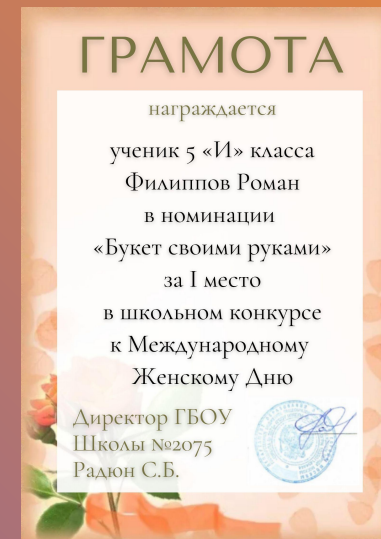 ГРАМОТА
награждается
ученик 5 «И» класса
Филиппов Роман
в номинации
«Букет своими руками»
за I место
в школьном конкурсе
к Международному
Женскому Дню
Директор ГБОУ
Школы №2075
Радюн С.Б.